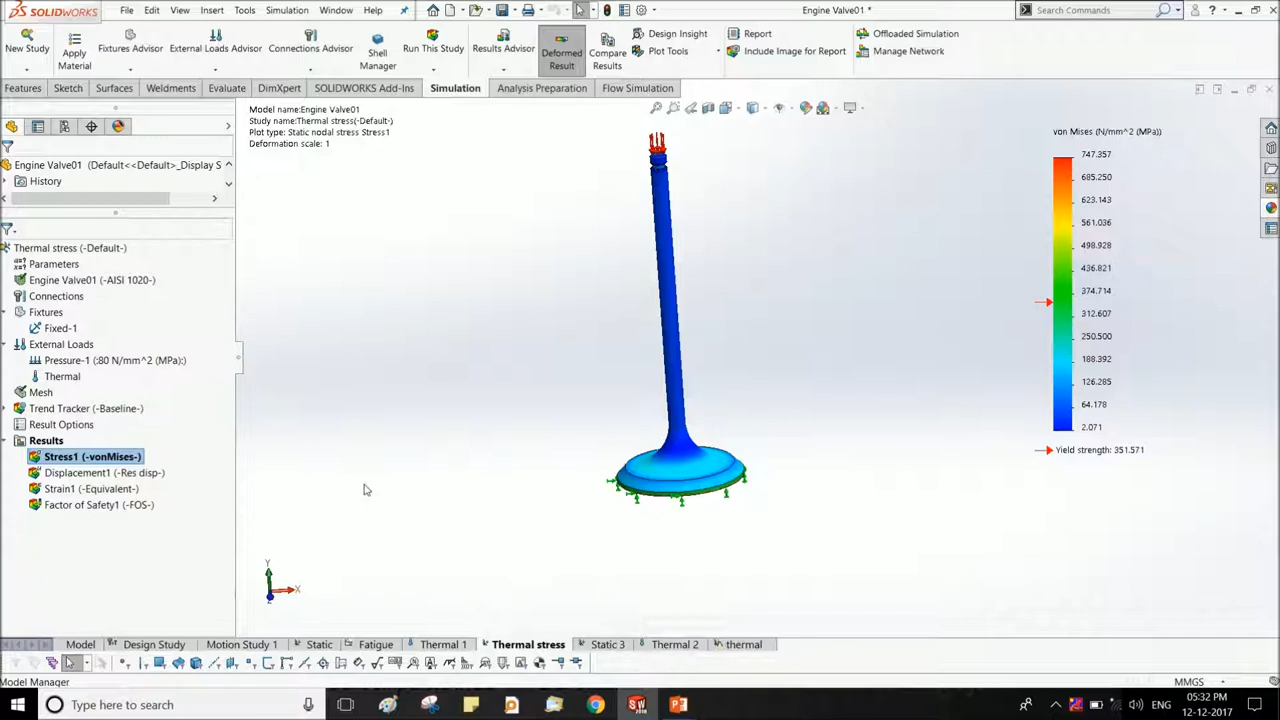 SOLIDWORKS
File Edit View Insert Tools Simulation Window Help
Engine Valve01 *
Search Commands
New Study
Apply Material
Fixtures Advisor
External Loads Advisor
Connections Advisor
Shell Manager
Run This Study
Results Advisor
Deformed Result
Compare Results
Design Insight
Plot Tools
Report
Include Image for Report
Offloaded Simulation
Manage Network
Features Sketch Surfaces Weldments Evaluate DimXpert SOLIDWORKS Add-Ins Simulation Analysis Preparation Flow Simulation
Engine Valve01 (Default<<Default>_Display S
History
Thermal stress (-Default-)
Parameters
Engine Valve01 (-AISI 1020-)
Connections
Fixtures
Fixed-1
External Loads
Pressure-1 (:80 N/mm^2 (MPa):)
Thermal
Mesh
Trend Tracker (-Baseline-)
Result Options
Results
Stress1 (-vonMises-)
Displacement1 (-Res disp-)
Strain1 (-Equivalent-)
Factor of Safety1 (-FOS-)
Model name:Engine Valve01
Study name:Thermal stress(-Default-)
Plot type: Static nodal stress Stress1
Deformation scale: 1
von Mises (N/mm^2 (MPa))
747.357
685.250
623.143
561.036
498.928
436.821
374.714
312.607
250.500
188.392
126.285
64.178
2.071
Yield strength: 351.571
Y
X
Z
Model Design Study Motion Study 1 Static Fatigue Thermal 1 Thermal stress Static 3 Thermal 2 thermal
Model Manager
MMGS
Type here to search
ENG
05:32 PM
12-12-2017